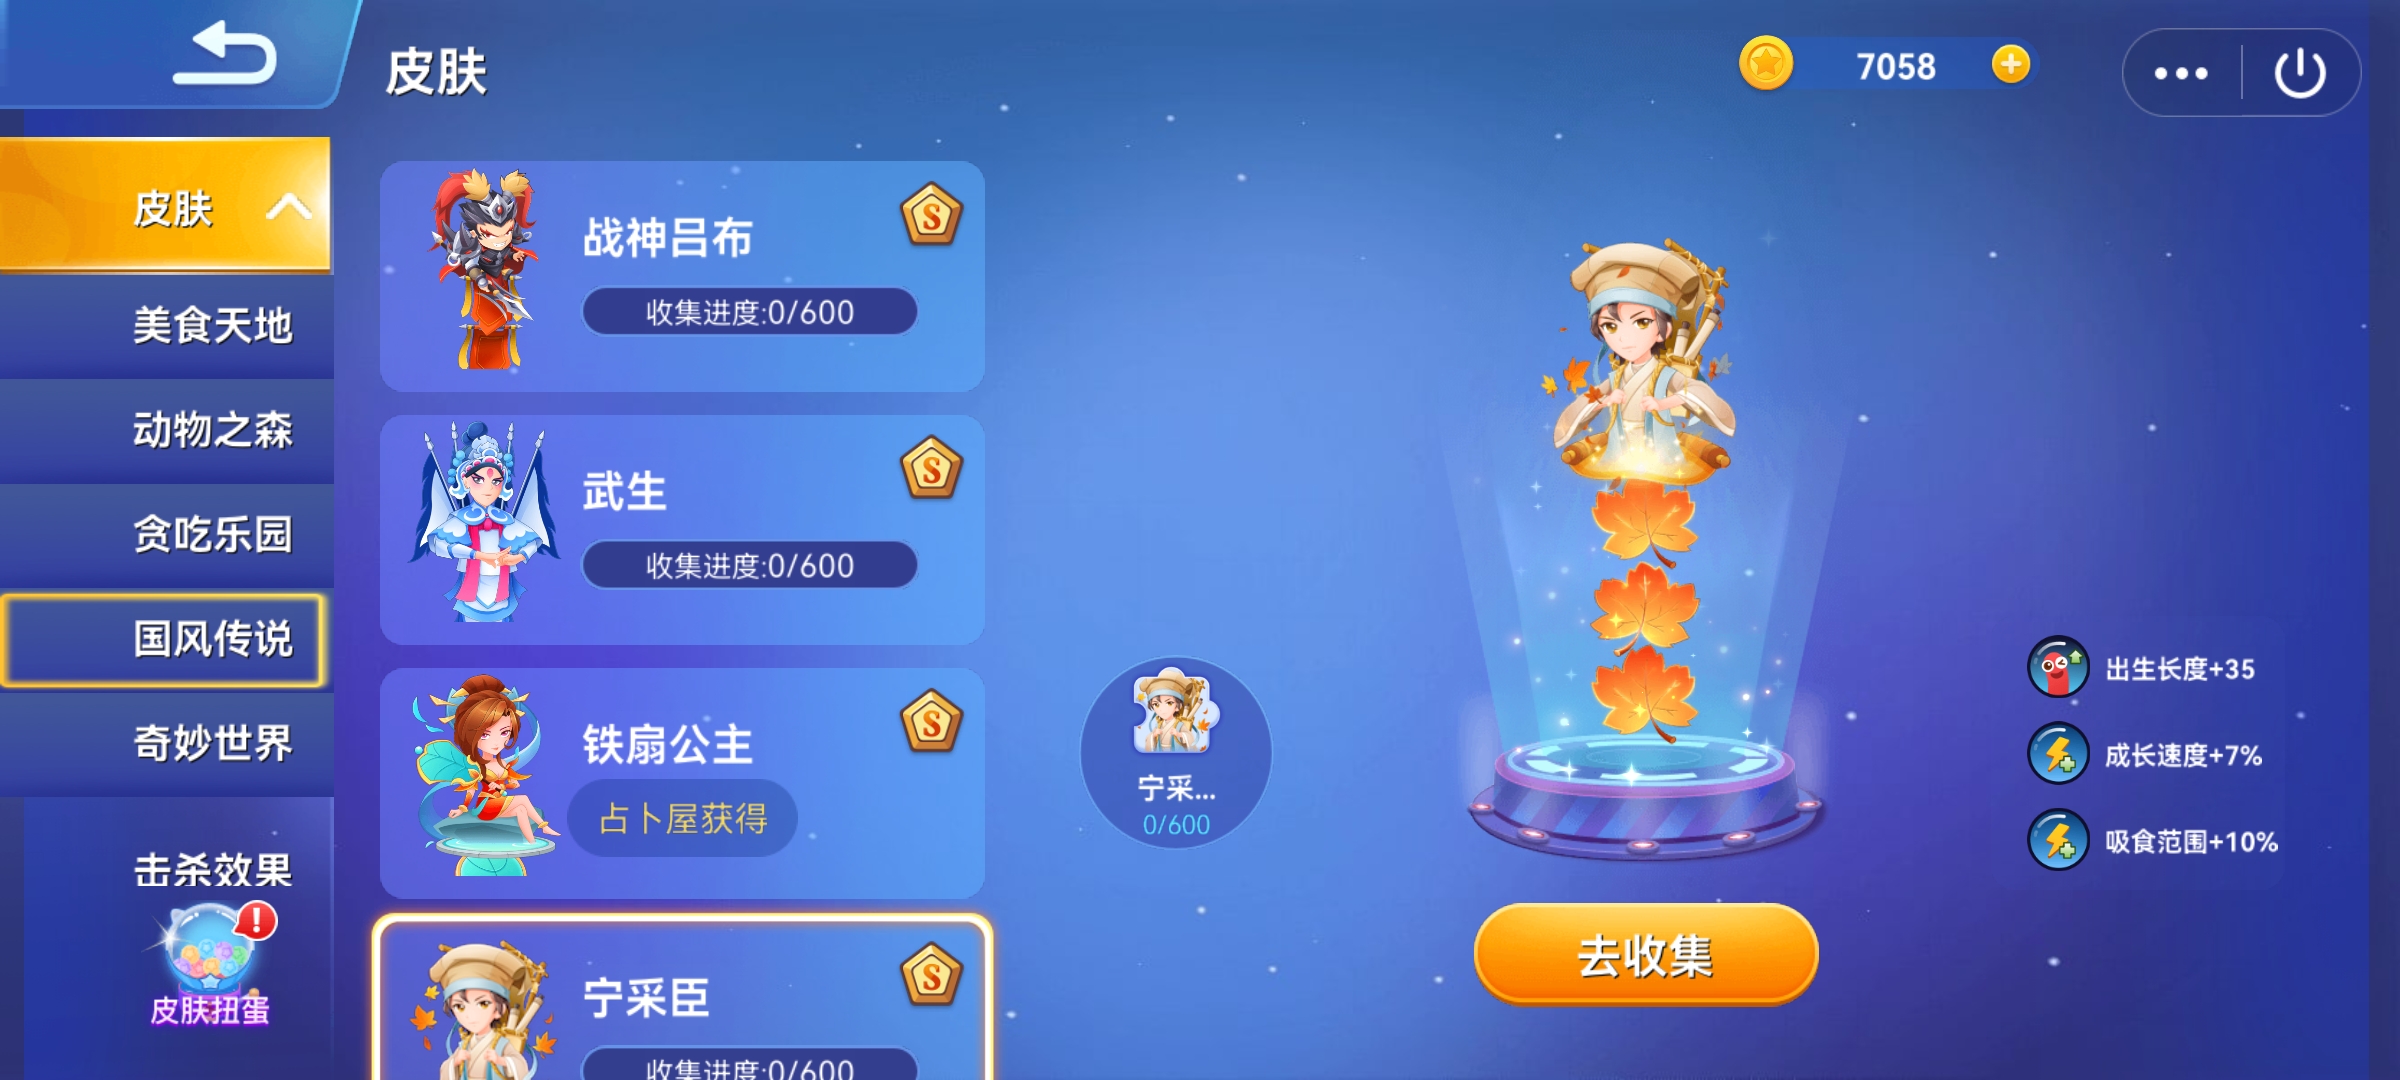 皮肤
7058
皮肤
美食天地
动物之森
贪吃乐园
国风传说
奇妙世界
击杀效果
皮肤扭蛋
战神吕布
S
收集进度:0/600
武生
S
收集进度:0/600
铁扇公主
S
占卜屋获得
宁采臣
S
收集进度:0/600
宁采...
0/600
出生长度+35
成长速度+7%
吸食范围+10%
去收集